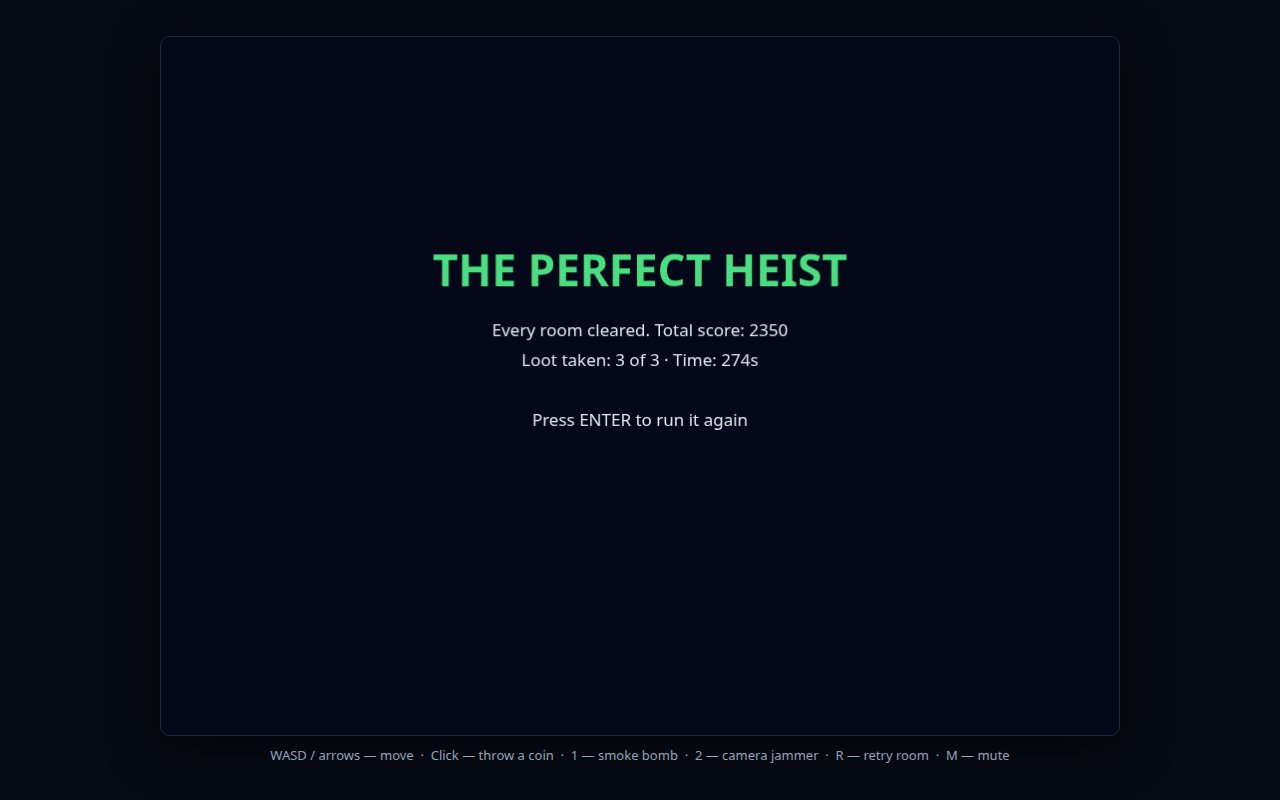 THE PERFECT HEIST
Every room cleared. Total score: 2350
Loot taken: 3 of 3 · Time: 274s
Press ENTER to run it again
WASD / arrows — move · Click — throw a coin · 1 — smoke bomb · 2 — camera jammer · R — retry room · M — mute